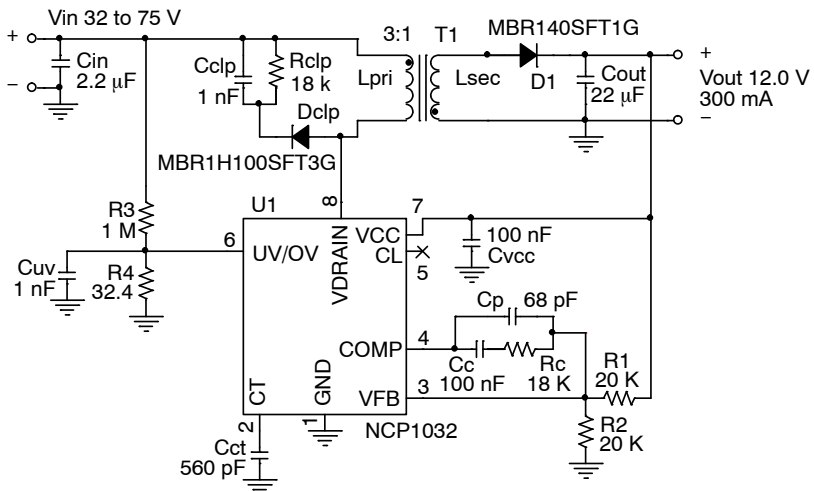 Vin 32 to 75 V
3:1
T1
MBR140SFT1G
+
Cin
2.2 μF
−
Cclp
1 nF
Rclp
18 k
Lpri
Lsec
D1
Cout
22 μF
+
Vout 12.0 V
300 mA
−
Dclp
MBR1H100SFT3G
U1
8
7
R3
1 M
6
UV/OV
VDRAIN
VCC
CL
5
100 nF
Cvcc
Cuv
1 nF
R4
32.4
Cp
68 pF
COMP
4
Cc
100 nF
Rc
18 K
R1
20 K
CT
GND
VFB
3
2
1
NCP1032
R2
20 K
Cct
560 pF